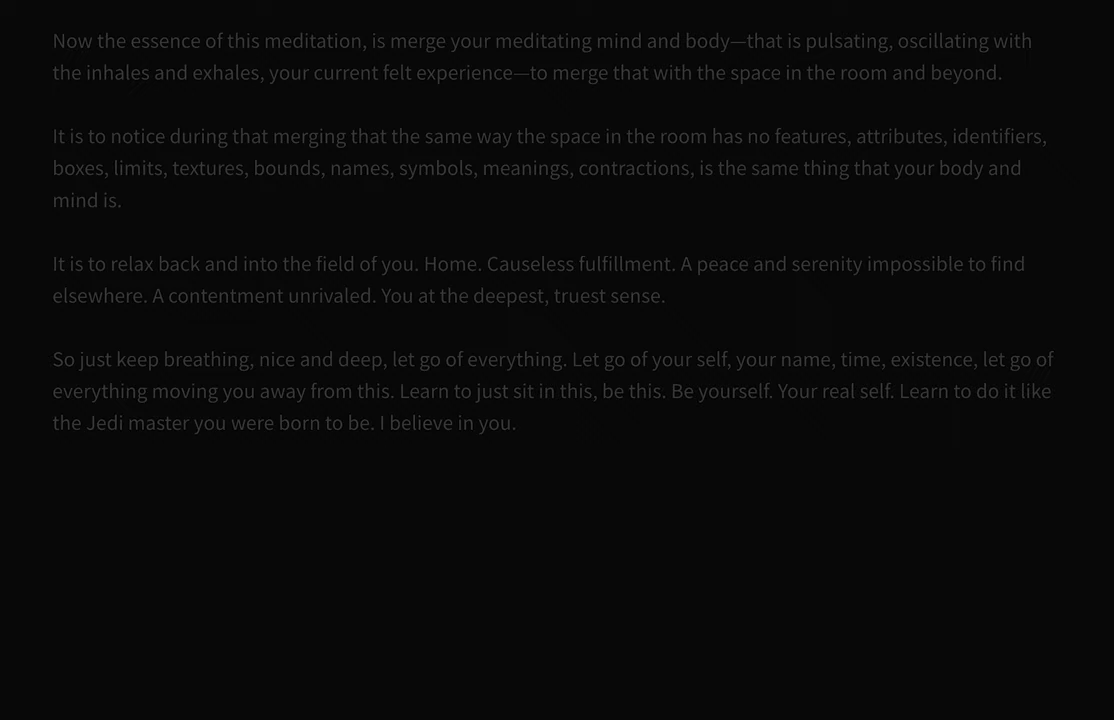 Now the essence of this meditation, is merge your meditating mind and body—that is pulsating, oscillating with
the inhales and exhales, your current felt experience—to merge that with the space in the room and beyond.
It is to notice during that merging that the same way the space in the room has no features, attributes, identifiers,
boxes, limits, textures, bounds, names, symbols, meanings, contractions, is the same thing that your body and
mind is.
It is to relax back and into the field of you. Home. Causeless fulfillment. A peace and serenity impossible to find
elsewhere. A contentment unrivaled. You at the deepest, truest sense.
So just keep breathing, nice and deep, let go of everything. Let go of your self, your name, time, existence, let go of
everything moving you away from this. Learn to just sit in this, be this. Be yourself. Your real self. Learn to do it like
the Jedi master you were born to be. I believe in you.